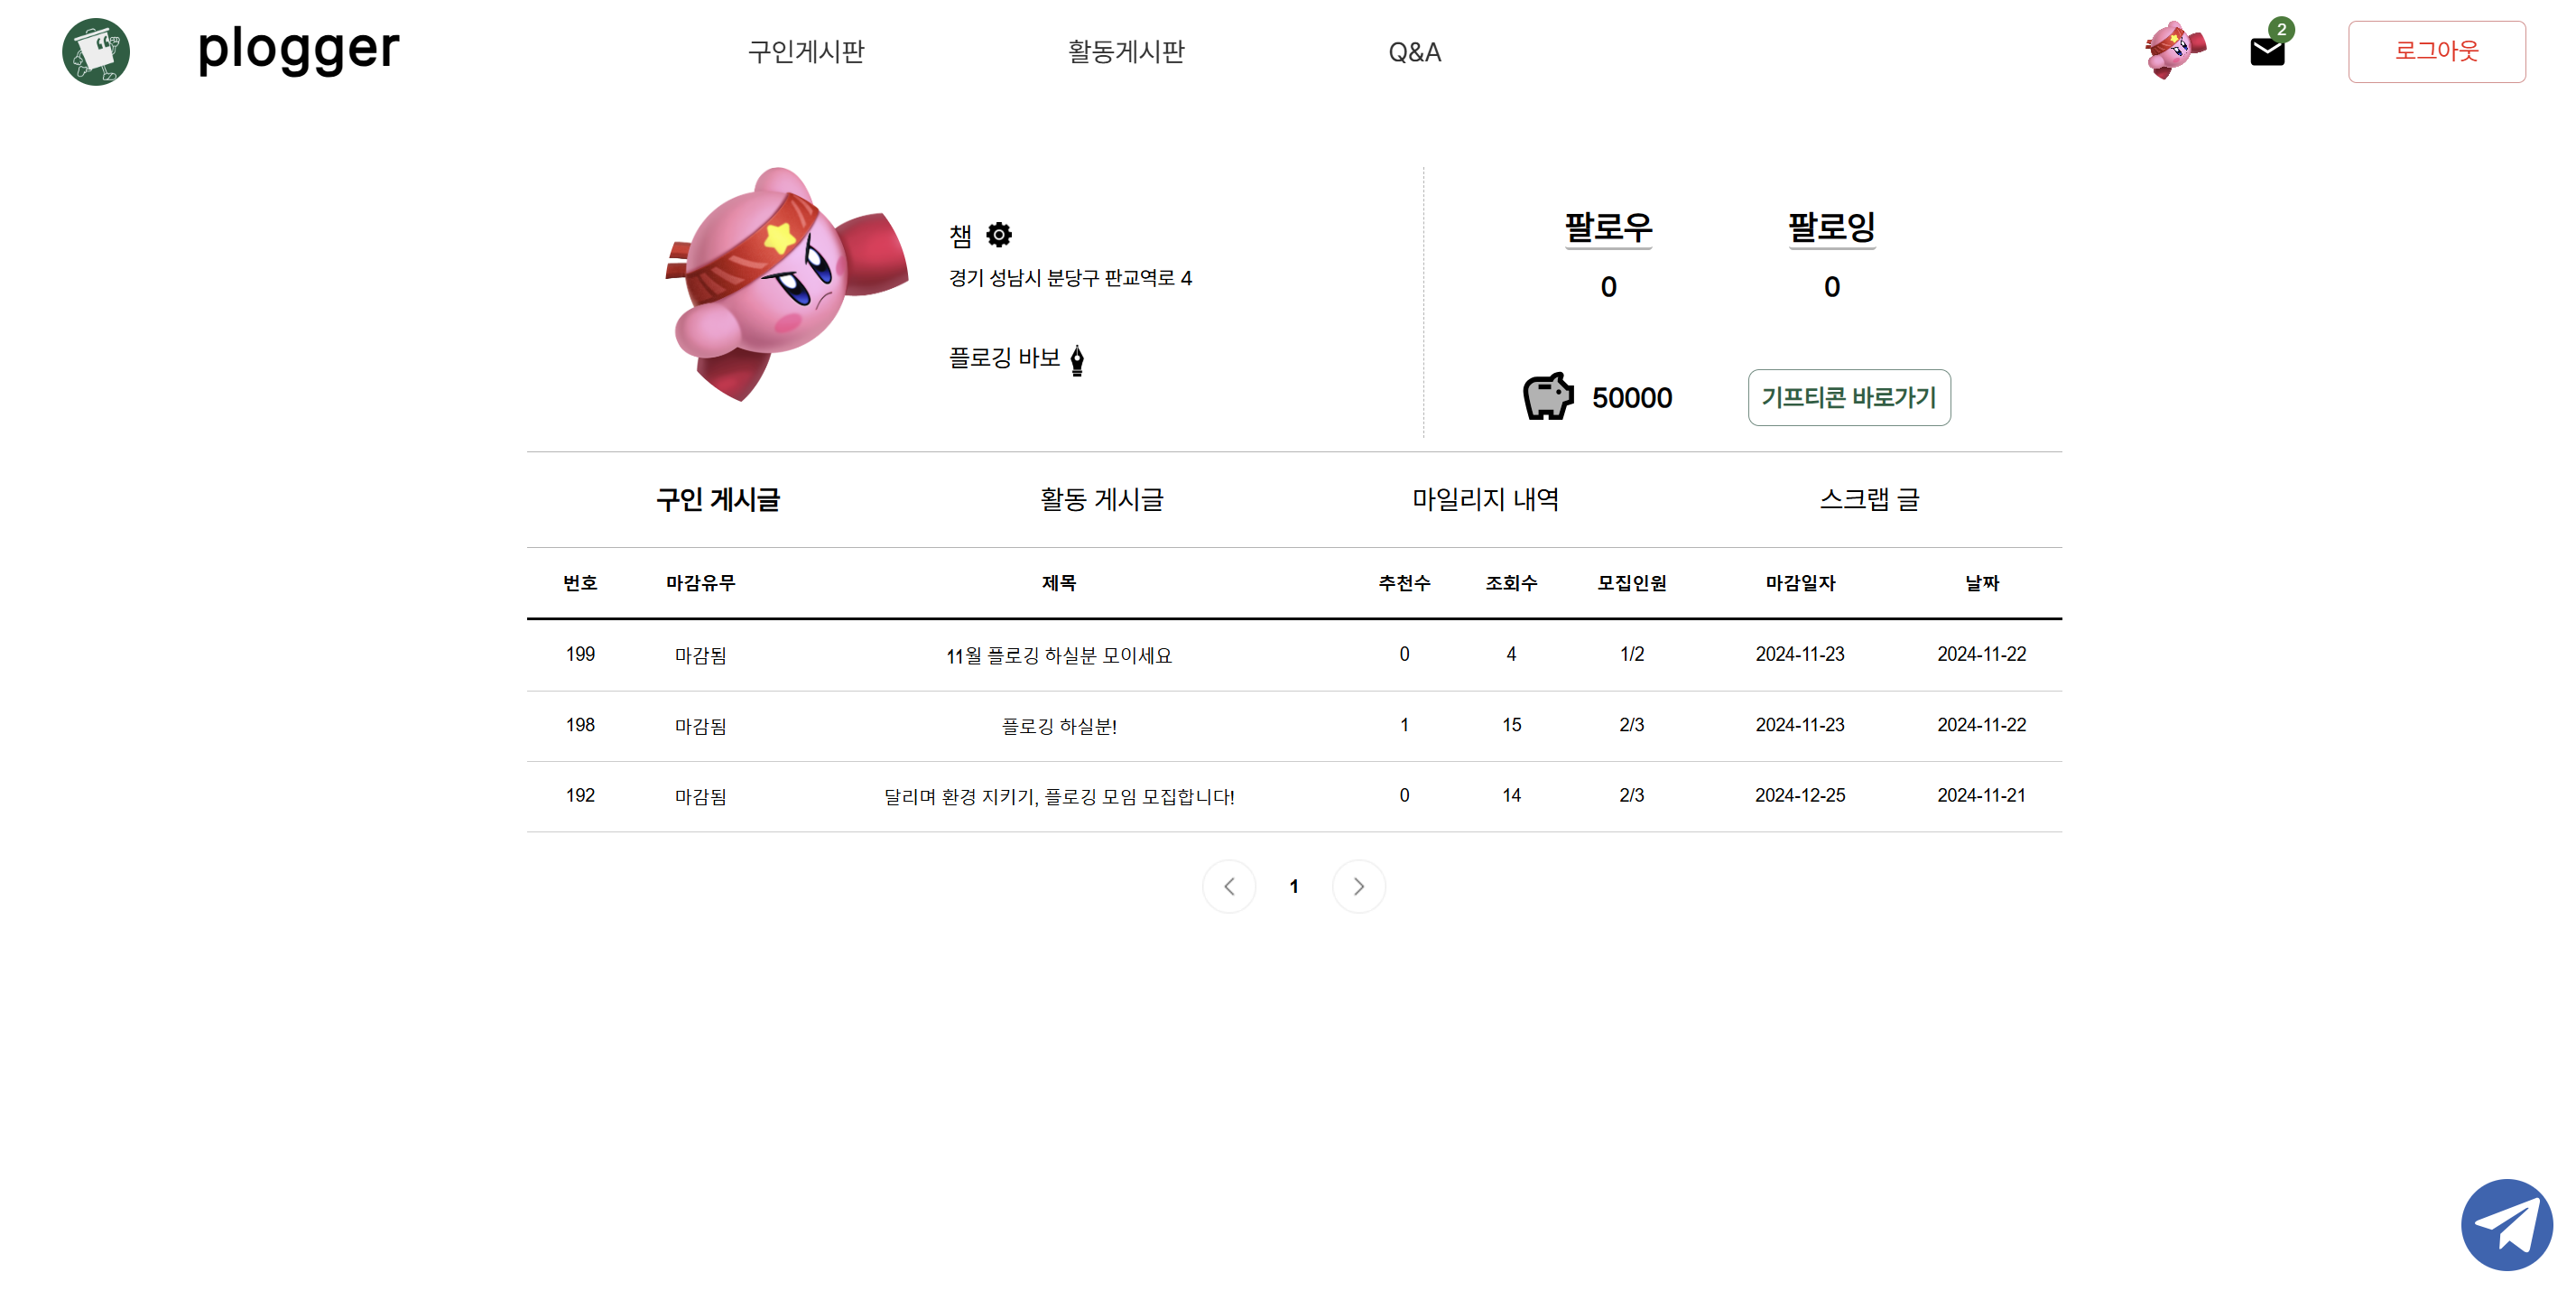 plogger 구인게시판 활동게시판 Q&A 2 로그아웃
챔
경기 성남시 분당구 판교역로 4
플로깅 바보
팔로우 팔로잉
0 0
50000 기프티콘 바로가기
구인 게시글 활동 게시글 마일리지 내역 스크랩 글
번호 마감유무 제목 추천수 조회수 모집인원 마감일자 날짜
199 마감됨 11월 플로깅 하실분 모이세요 0 4 1/2 2024-11-23 2024-11-22
198 마감됨 플로깅 하실분! 1 15 2/3 2024-11-23 2024-11-22
192 마감됨 달리며 환경 지키기, 플로깅 모임 모집합니다! 0 14 2/3 2024-12-25 2024-11-21
1